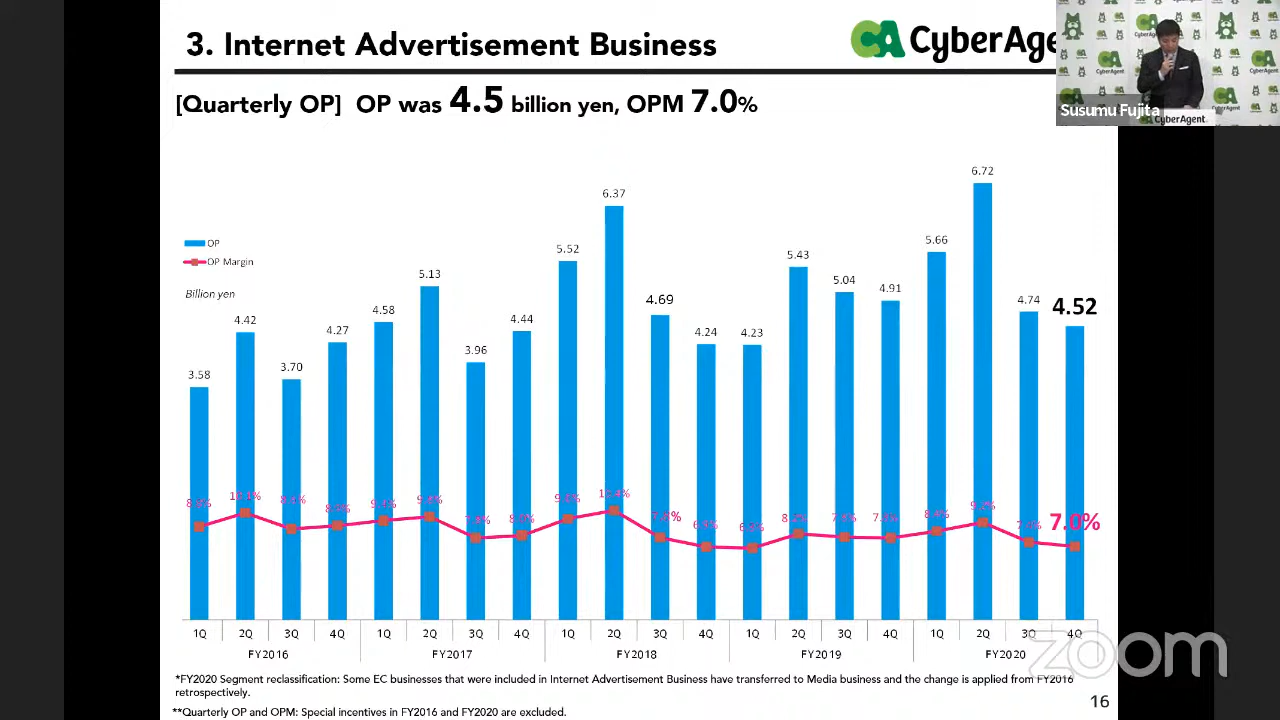 3. Internet Advertisement Business
CyberAge
Susumu Fujita
CyberAgent
[Quarterly OP] OP was 4.5 billion yen, OPM 7.0%
OP
OP Margin
Billion yen
3.58
4.42
3.70
4.27
4.58
5.13
3.96
4.44
5.52
6.37
4.69
4.24
4.23
5.43
5.04
4.91
5.66
6.72
4.74
4.52
7.0%
1Q 2Q 3Q 4Q 1Q 2Q 3Q 4Q 1Q 2Q 3Q 4Q 1Q 2Q 3Q 4Q 1Q 2Q 3Q 4Q
FY2016 FY2017 FY2018 FY2019 FY2020
zoom
*FY2020 Segment reclassification: Some EC businesses that were included in Internet Advertisement Business have transferred to Media business and the change is applied from FY2016
retrospectively.
**Quarterly OP and OPM: Special incentives in FY2016 and FY2020 are excluded.
16